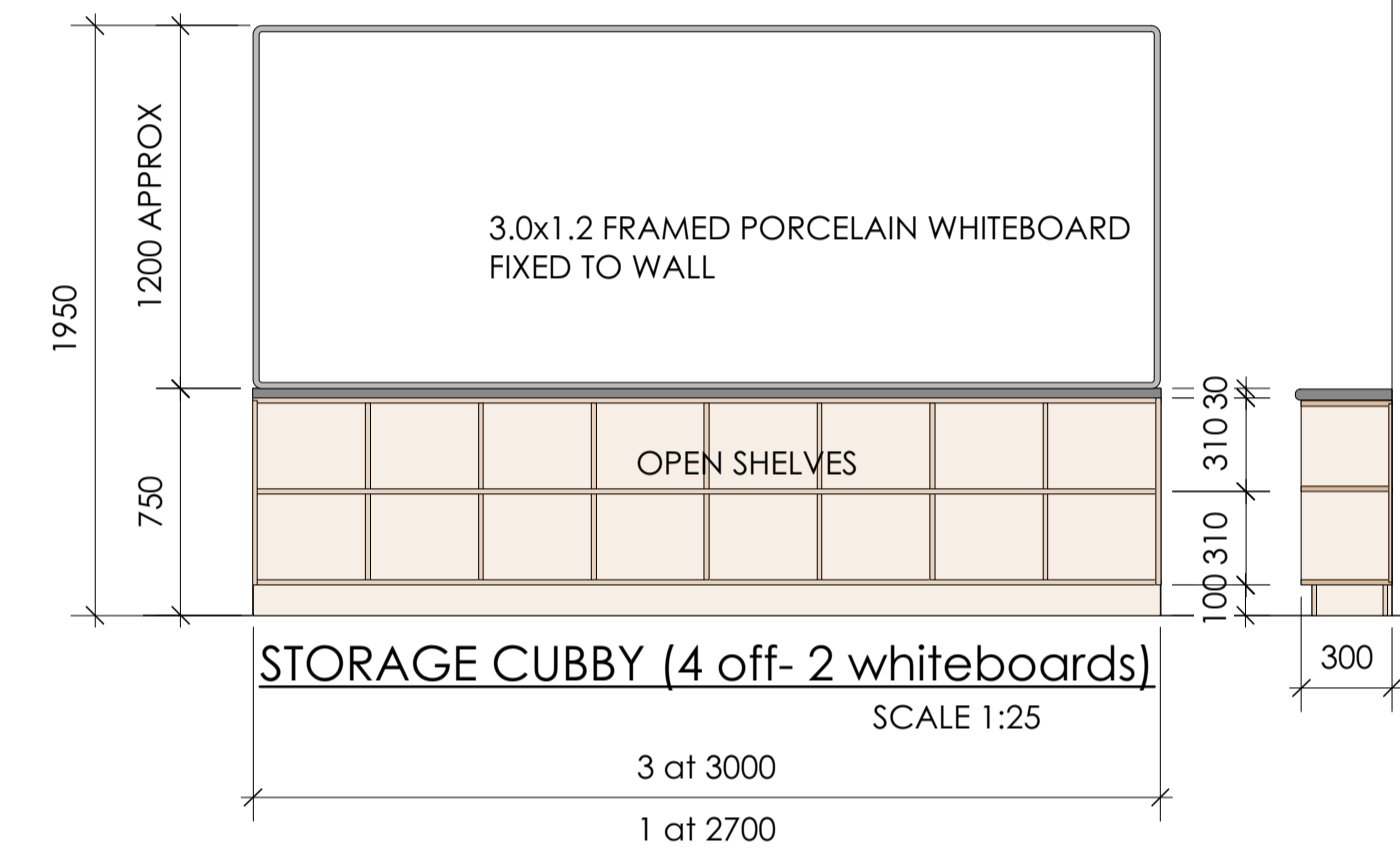 1950
1200 APPROX
750
3.0x1.2 FRAMED PORCELAIN WHITEBOARD
FIXED TO WALL
OPEN SHELVES
30
310
310
100
300
STORAGE CUBBY (4 off- 2 whiteboards)
SCALE 1:25
3 at 3000
1 at 2700